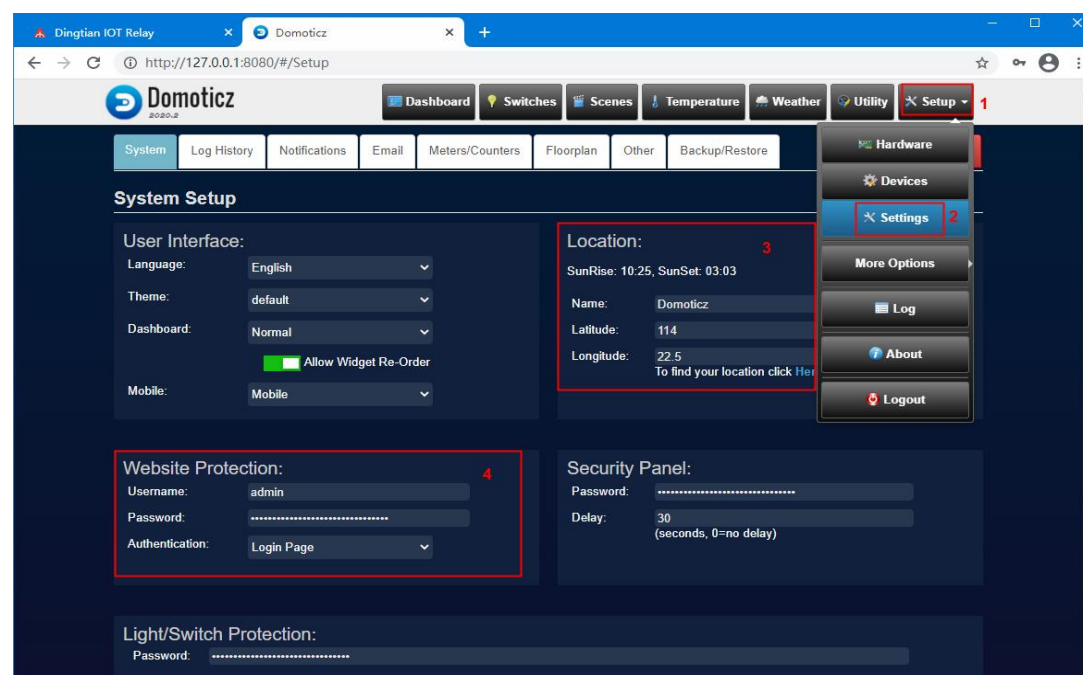 Dingtian IOT Relay
Domoticz
http://127.0.0.1:8080/#/Setup
Domoticz
2020.2
Dashboard Switches Scenes Temperature Weather Utility Setup 1
System Log History Notifications Email Meters/Counters Floorplan Other Backup/Restore
Hardware
Devices
Settings 2
More Options
Log
About
Logout
System Setup
User Interface:
Language: English
Theme: default
Dashboard: Normal
Allow Widget Re-Order
Mobile: Mobile
Location: 3
SunRise: 10:25, SunSet: 03:03
Name: Domoticz
Latitude: 114
Longitude: 22.5
To find your location click Her
Website Protection: 4
Username: admin
Password: ••••••••••••••••••••••••••••••••
Authentication: Login Page
Security Panel:
Password: ••••••••••••••••••••••••••••••••
Delay: 30
(seconds, 0=no delay)
Light/Switch Protection:
Password: ••••••••••••••••••••••••••••••••